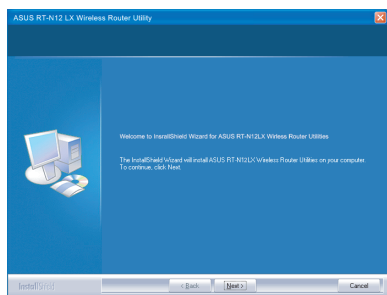 ASUS RT-N12 LX Wireless Router Utility
Welcome to InsrallShield Wizard for ASUS RT-N12LX Wirless Router Utilities
The InstallShield Wizard will install ASUS RT-N12LX Wireless Router Utilities on your computer.
To continue, click Next.
InstallShield
< Back Next > Cancel